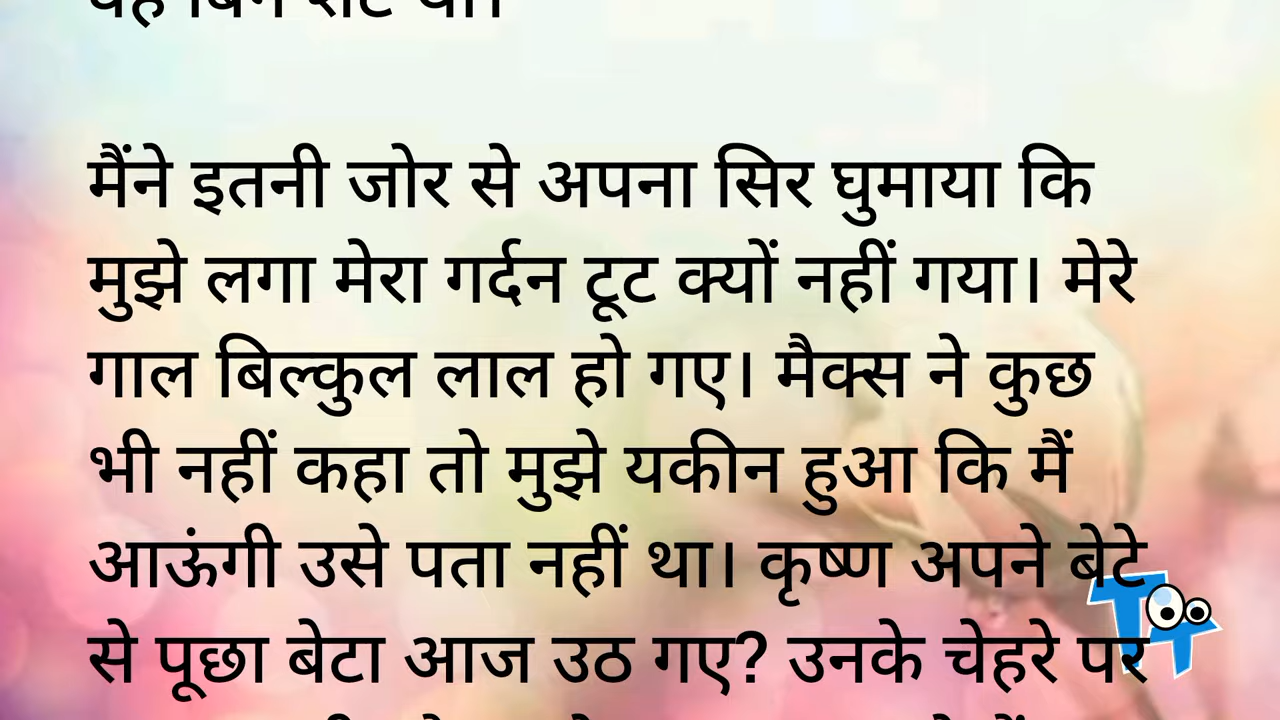 मैंने इतनी जोर से अपना सिर घुमाया कि
मुझे लगा मेरा गर्दन टूट क्यों नहीं गया। मेरे
गाल बिल्कुल लाल हो गए। मैक्स ने कुछ
भी नहीं कहा तो मुझे यकीन हुआ कि मैं
आऊंगी उसे पता नहीं था। कृष्ण अपने बेटे
से पूछा बेटा आज उठ गए? उनके चेहरे पर